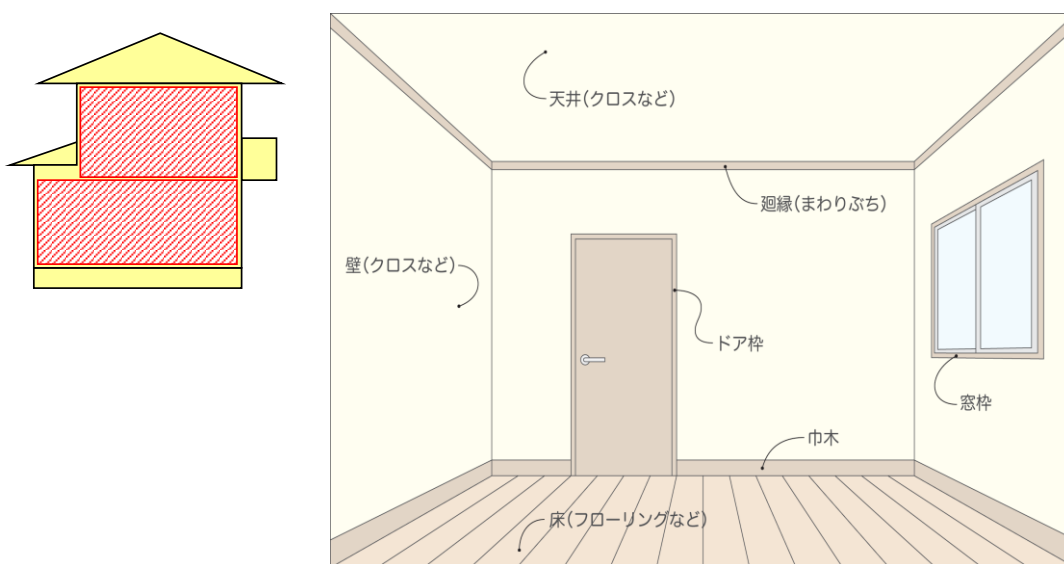 天井(クロスなど)
廻縁(まわりぶち)
壁(クロスなど)
ドア枠
窓枠
巾木
床(フローリングなど)